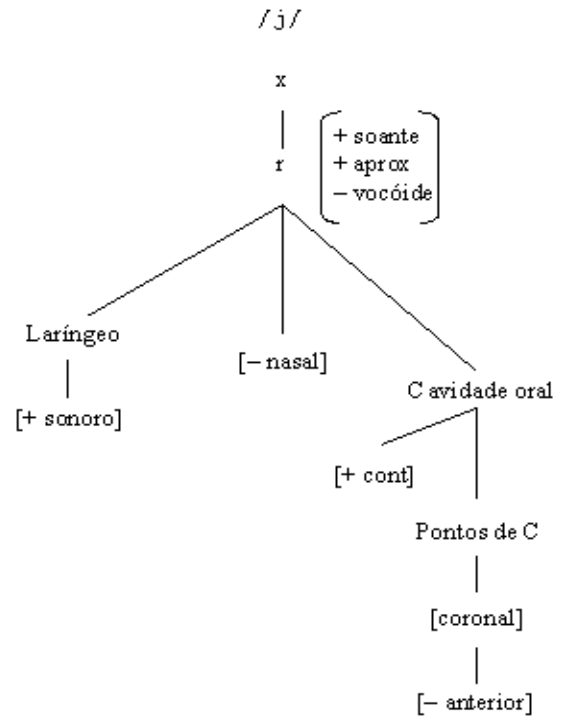 /j/
x
r
+ soante
+ aprox
– vocóide
Laríngeo
[– nasal]
Cavidade oral
[+ sonoro]
[+ cont]
Pontos de C
[coronal]
[– anterior]